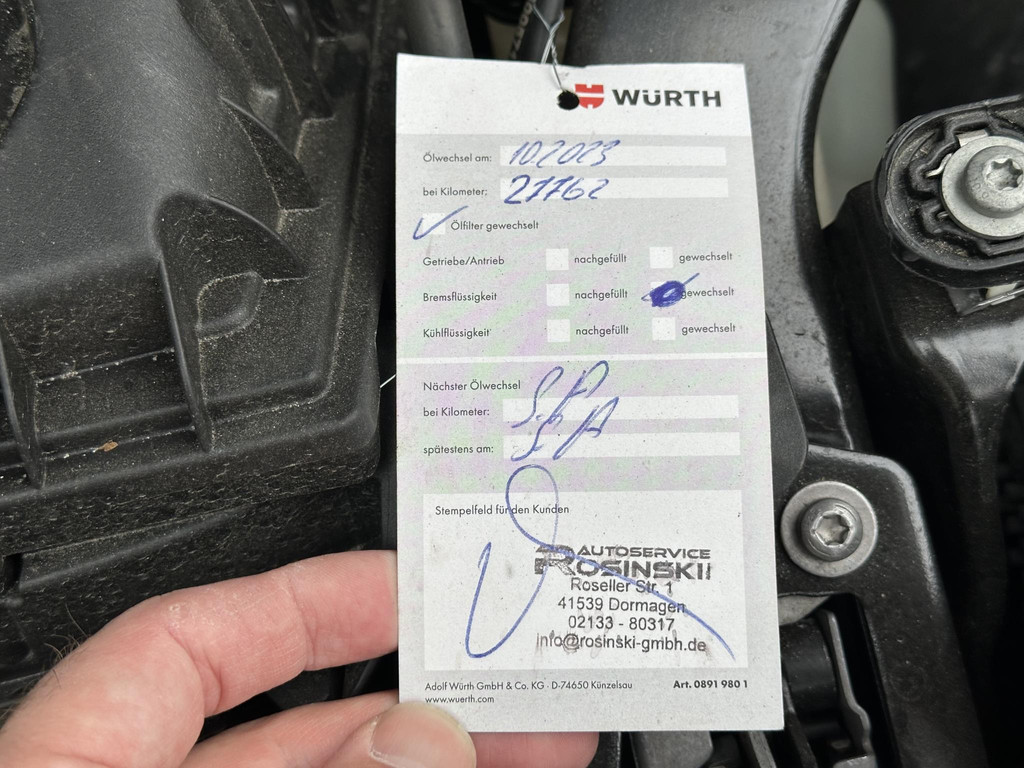 WÜRTH
Ölwechsel am: 10.2023
bei Kilometer: 27762
Ölfilter gewechselt
Getriebe/Antrieb nachgefüllt gewechselt
Bremsflüssigkeit nachgefüllt gewechselt
Kühlflüssigkeit nachgefüllt gewechselt
Nächster Ölwechsel
bei Kilometer:
spätestens am:
Stempelfeld für den Kunden
AUTOSERVICE
ROSINSKI
Roseller Str. 1
41539 Dormagen
02133 - 80317
info@rosinski-gmbh.de
Adolf Würth GmbH & Co. KG · D-74650 Künzelsau Art. 0891 980 1
www.wuerth.com